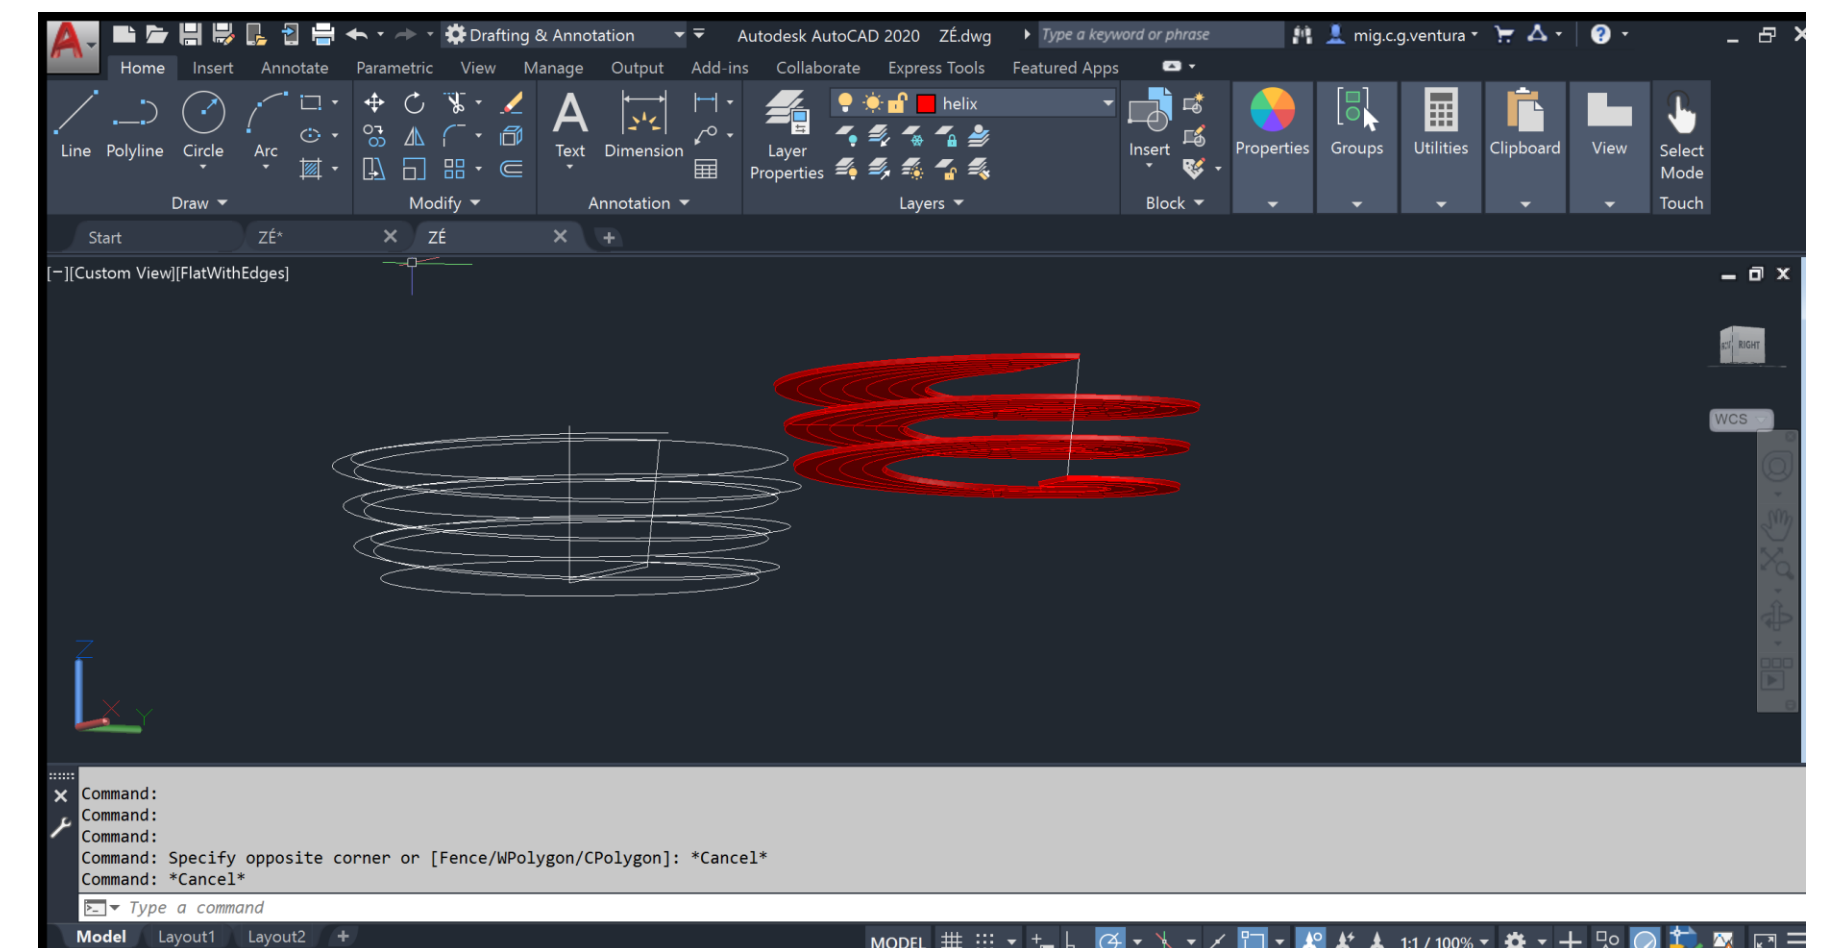 Drafting & Annotation Autodesk AutoCAD 2020 ZÉ.dwg Type a keyword or phrase mig.c.g.ventura
Home Insert Annotate Parametric View Manage Output Add-ins Collaborate Express Tools Featured Apps
helix
Line Polyline Circle Arc Text Dimension Layer Properties Insert Properties Groups Utilities Clipboard View Select Mode
Draw Modify Annotation Layers Block Touch
Start ZÉ* ZÉ
[−][Custom View][FlatWithEdges]
RIGHT
WCS
Z
X Y
Command:
Command:
Command:
Command: Specify opposite corner or [Fence/WPolygon/CPolygon]: *Cancel*
Command: *Cancel*
Type a command
Model Layout1 Layout2 + MODEL 1:1 / 100%